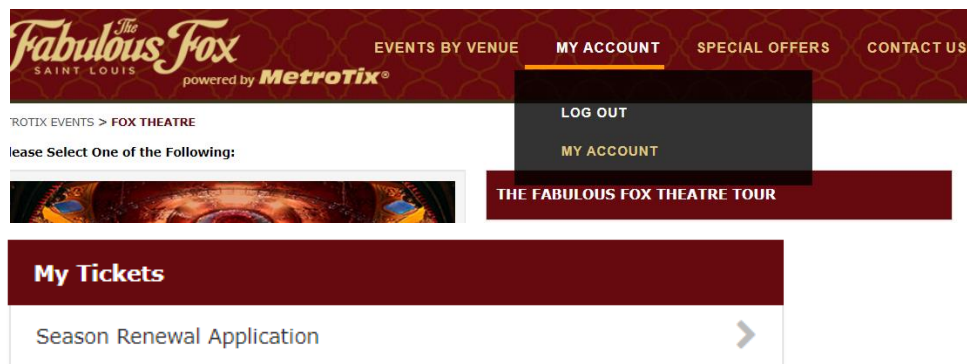 The
Fabulous Fox
SAINT LOUIS
powered by MetroTix®
EVENTS BY VENUE MY ACCOUNT SPECIAL OFFERS CONTACT US
LOG OUT
MY ACCOUNT
ROTIX EVENTS > FOX THEATRE
lease Select One of the Following:
THE FABULOUS FOX THEATRE TOUR
My Tickets
Season Renewal Application